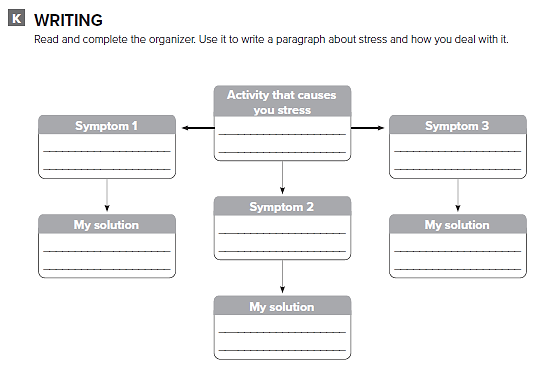 K WRITING
Read and complete the organizer. Use it to write a paragraph about stress and how you deal with it.
Activity that causes
you stress
Symptom 1
Symptom 3
Symptom 2
My solution
My solution
My solution